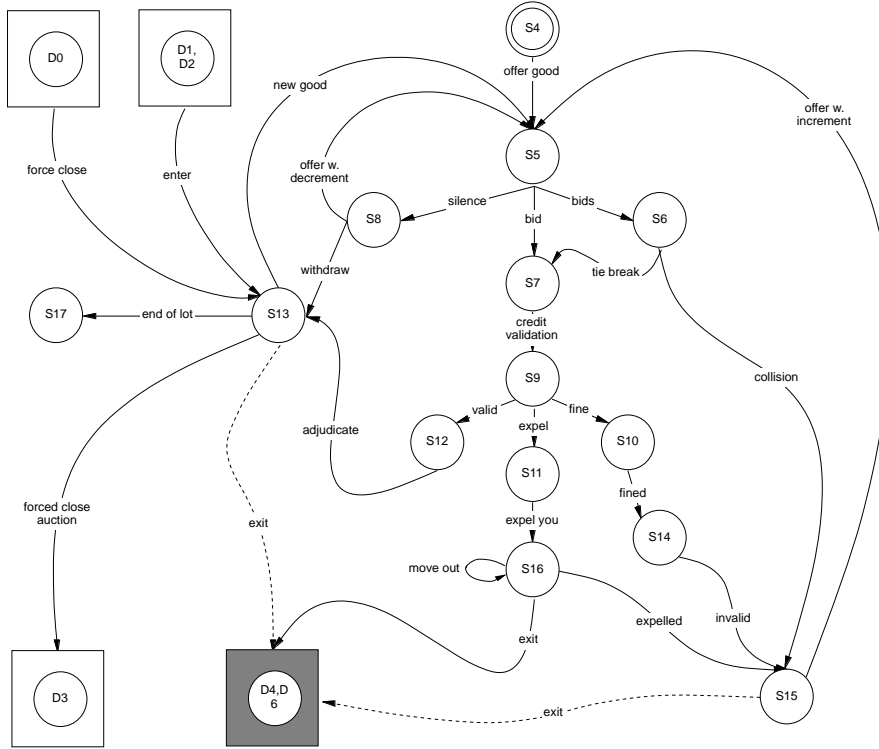 S4
D0
D1,
D2
offer good
new good
offer w.
increment
S5
force close
enter
offer w.
decrement
silence
bids
bid
S8
S6
withdraw
tie break
S7
S17
end of lot
S13
credit
validation
S9
collision
valid
fine
expel
adjudicate
S12
S10
S11
fined
forced close
auction
exit
expel you
S14
move out
S16
expelled
invalid
exit
D3
D4,D
6
S15
exit